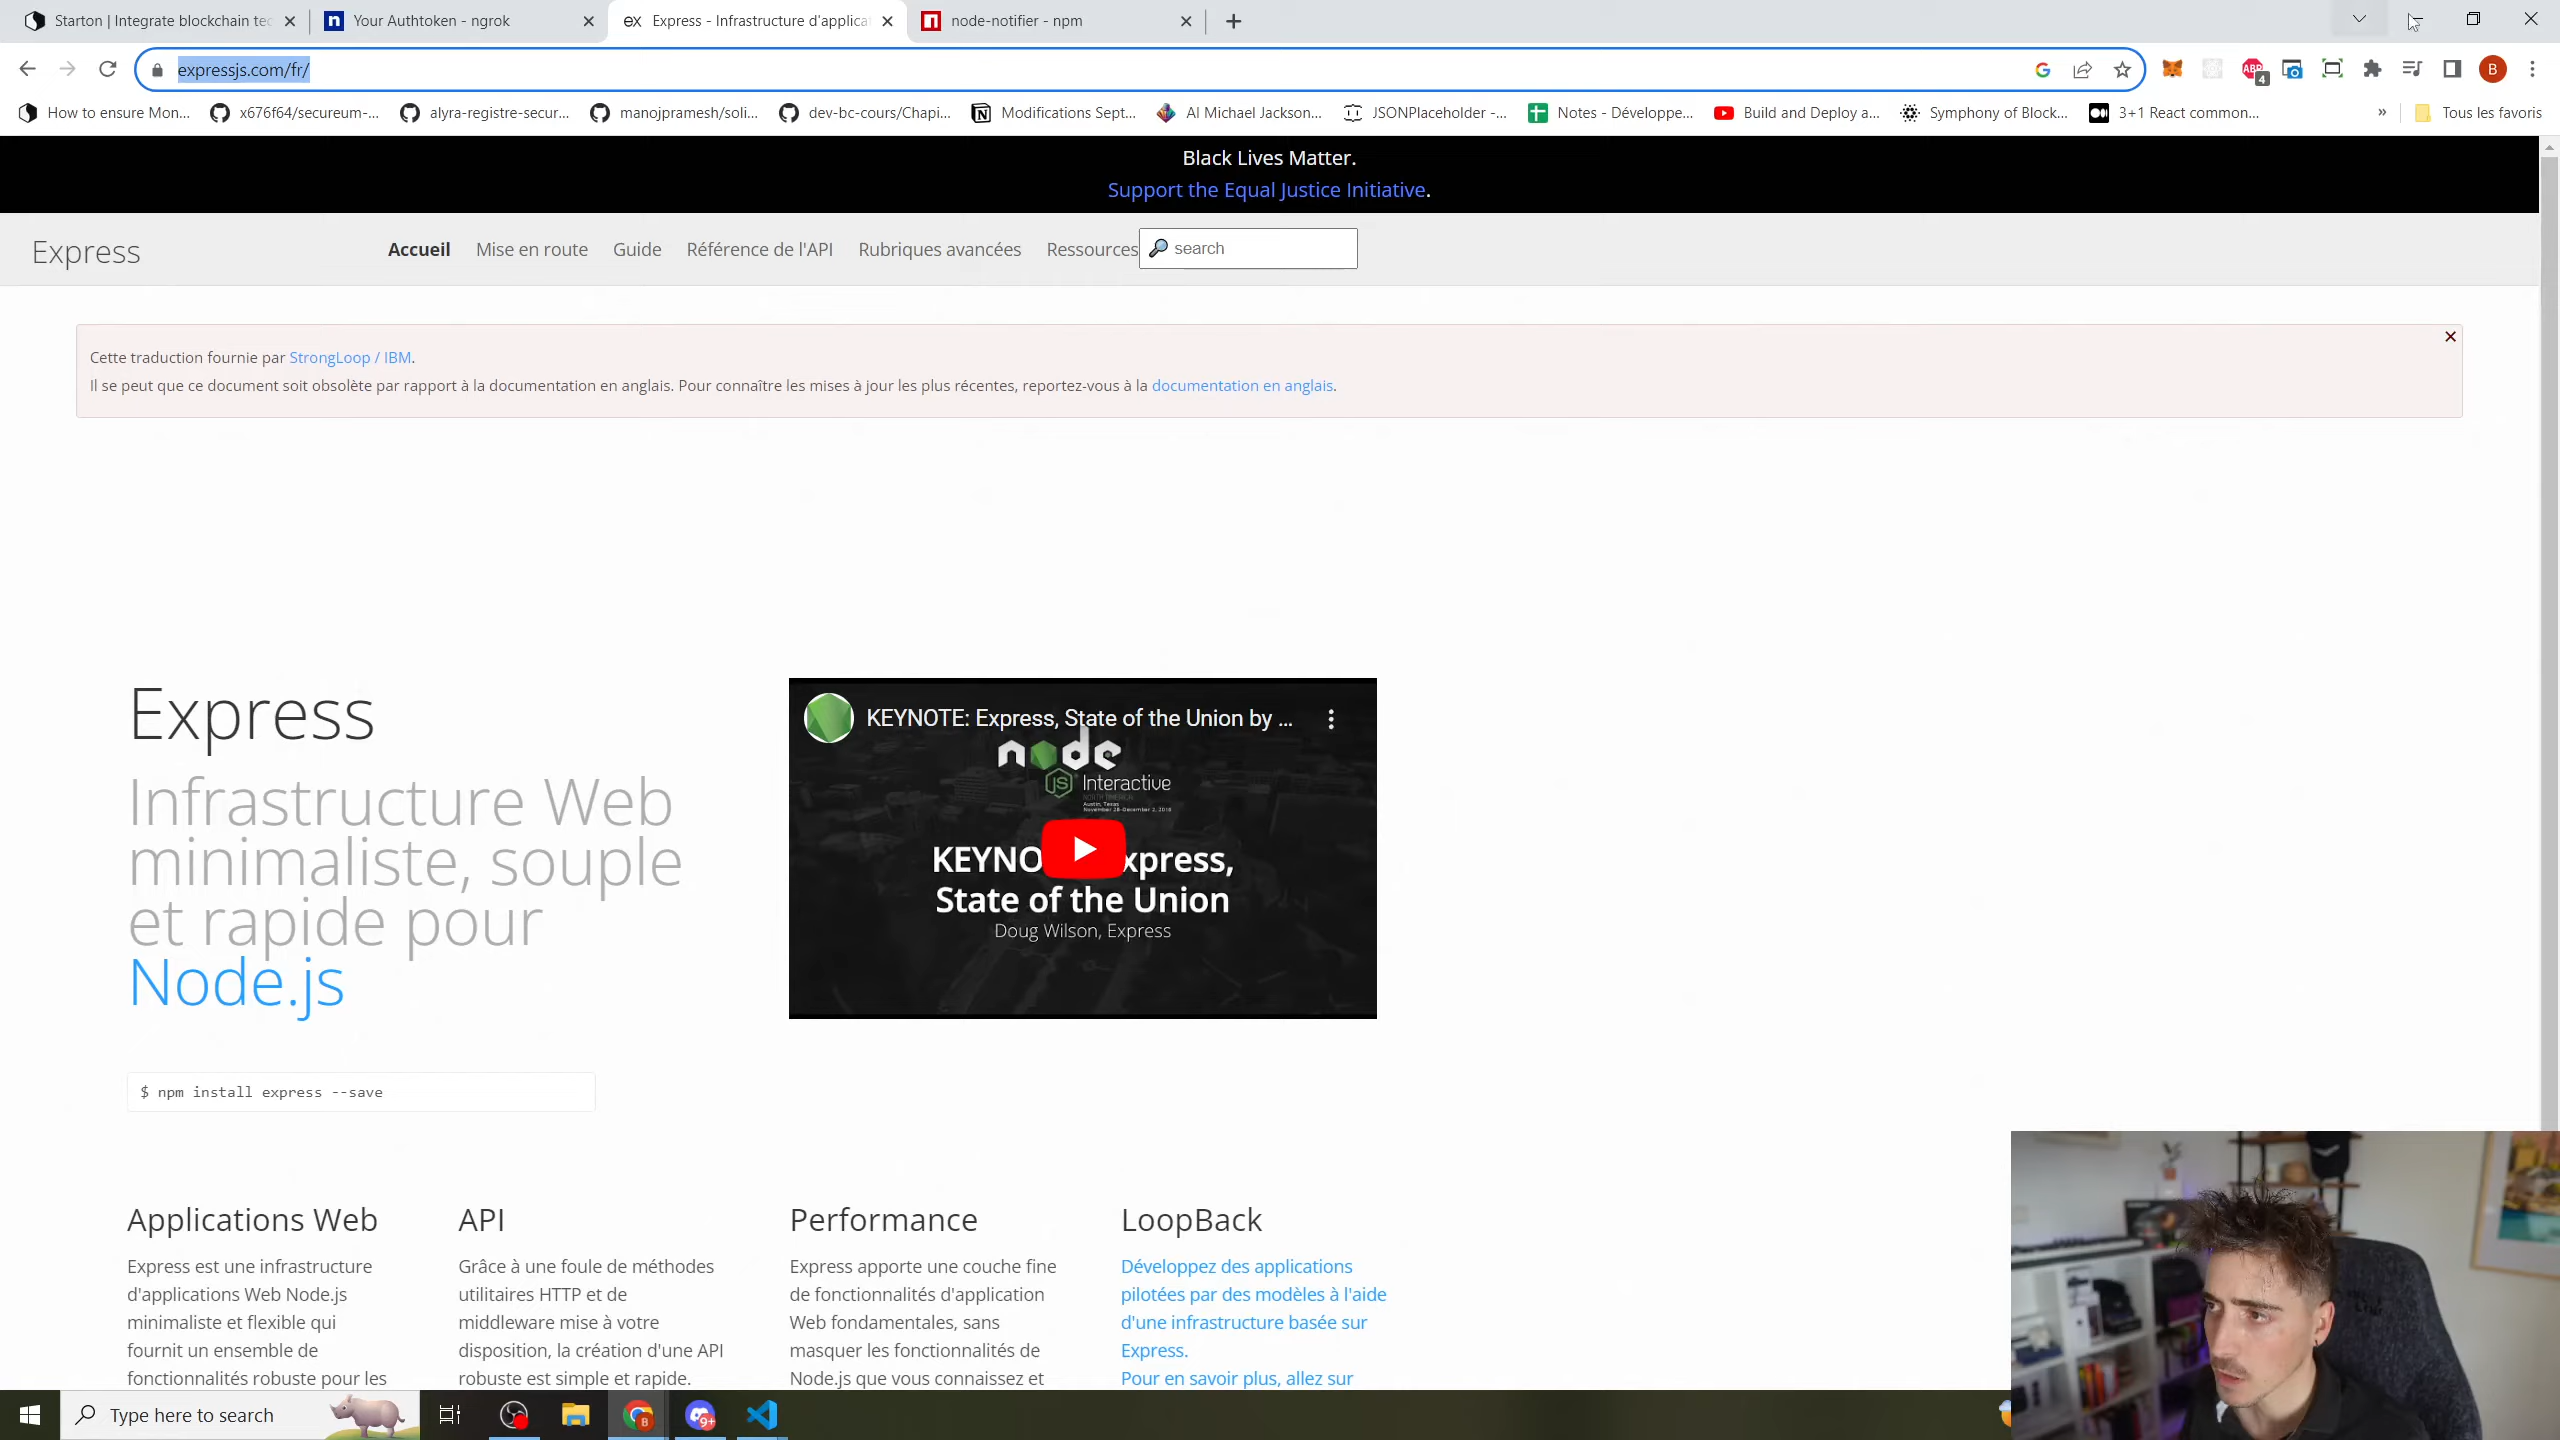 Starton | Integrate blockchain tec
Your Authtoken - ngrok
ex Express - Infrastructure d'applica
node-notifier - npm
expressjs.com/fr/
ABP
4
B
How to ensure Mon...
x676f64/secureum-...
alyra-registre-secur...
manojpramesh/soli...
dev-bc-cours/Chapi...
Modifications Sept...
AI Michael Jackson...
JSONPlaceholder -...
Notes - Développe...
Build and Deploy a...
Symphony of Block...
3+1 React common...
»
Tous les favoris
Black Lives Matter.
Support the Equal Justice Initiative.
Express
Accueil
Mise en route
Guide
Référence de l'API
Rubriques avancées
Ressources
search
Cette traduction fournie par StrongLoop / IBM.
Il se peut que ce document soit obsolète par rapport à la documentation en anglais. Pour connaître les mises à jour les plus récentes, reportez-vous à la documentation en anglais.
Express
Infrastructure Web
minimaliste, souple
et rapide pour
Node.js
KEYNOTE: Express, State of the Union by ...
node
JS Interactive
NORTH AMERICA
Austin, Texas
November 28-December 2, 2016
KEYNO xpress,
State of the Union
Doug Wilson, Express
$ npm install express --save
Applications Web
Express est une infrastructure
d'applications Web Node.js
minimaliste et flexible qui
fournit un ensemble de
fonctionnalités robuste pour les
API
Grâce à une foule de méthodes
utilitaires HTTP et de
middleware mise à votre
disposition, la création d'une API
robuste est simple et rapide.
Performance
Express apporte une couche fine
de fonctionnalités d'application
Web fondamentales, sans
masquer les fonctionnalités de
Node.js que vous connaissez et
LoopBack
Développez des applications
pilotées par des modèles à l'aide
d'une infrastructure basée sur
Express.
Pour en savoir plus, allez sur
Type here to search
B
9+